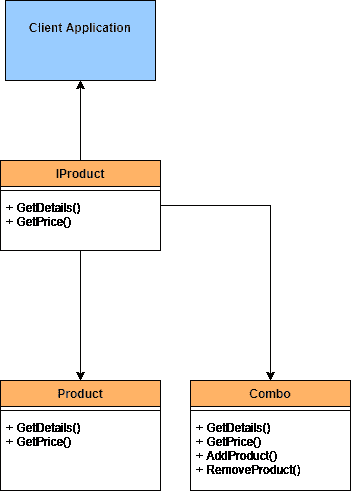 Client Application
IProduct
+ GetDetails()
+ GetPrice()
Product
+ GetDetails()
+ GetPrice()
Combo
+ GetDetails()
+ GetPrice()
+ AddProduct()
+ RemoveProduct()